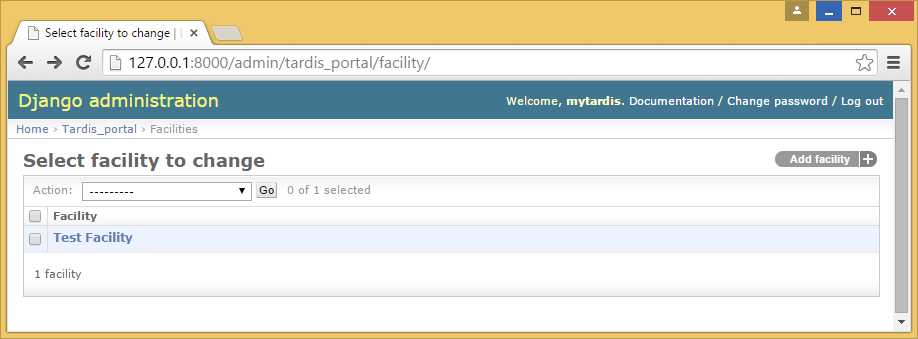 Select facility to change |
127.0.0.1:8000/admin/tardis_portal/facility/
Django administration
Welcome, mytardis. Documentation / Change password / Log out
Home › Tardis_portal › Facilities
Select facility to change
Add facility +
Action: --------- Go 0 of 1 selected
Facility
Test Facility
1 facility